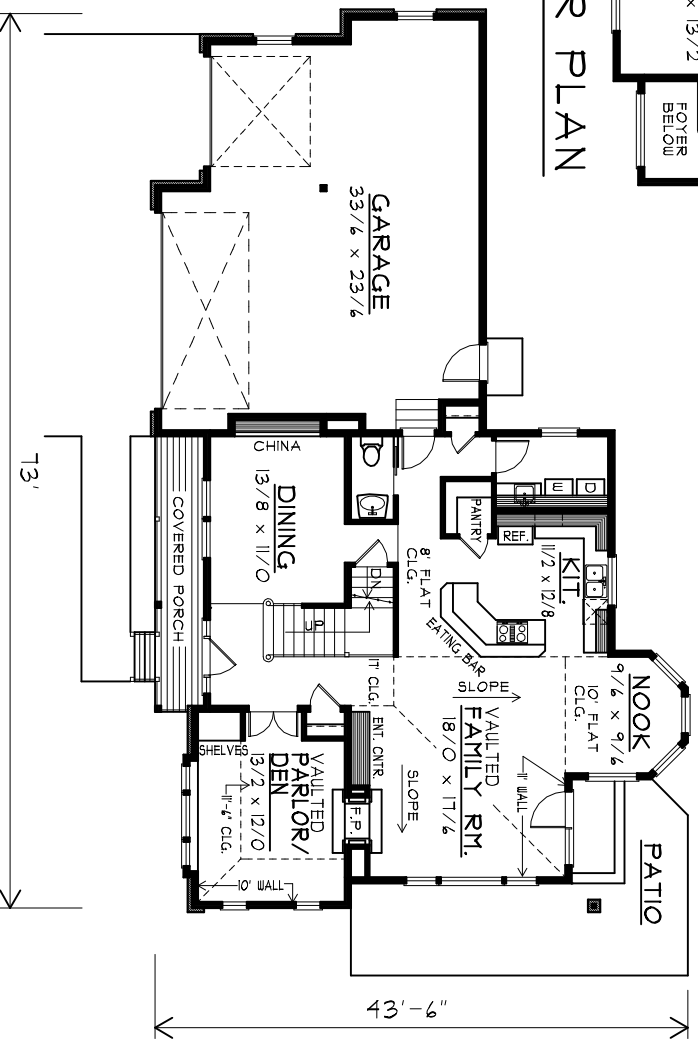 R PLAN
x 13/2
FOYER
BELOW
GARAGE
33/6 x 23/6
73'
CHINA
DINING
13/8 x 11/0
COVERED PORCH
PANTRY
REF.
W
D
KIT.
11/2 x 12/8
8' FLAT
CLG.
DN
UP
EATING BAR
17' CLG.
SLOPE
NOOK
9/6 x 9/6
10' FLAT
CLG.
VAULTED
FAMILY RM.
18/0 x 17/6
ENT. CNTR.
SLOPE
11' WALL
F.P.
SHELVES
VAULTED
PARLOR/
DEN
13/2 x 12/0
11'-6" CLG.
10' WALL
PATIO
43'-6"